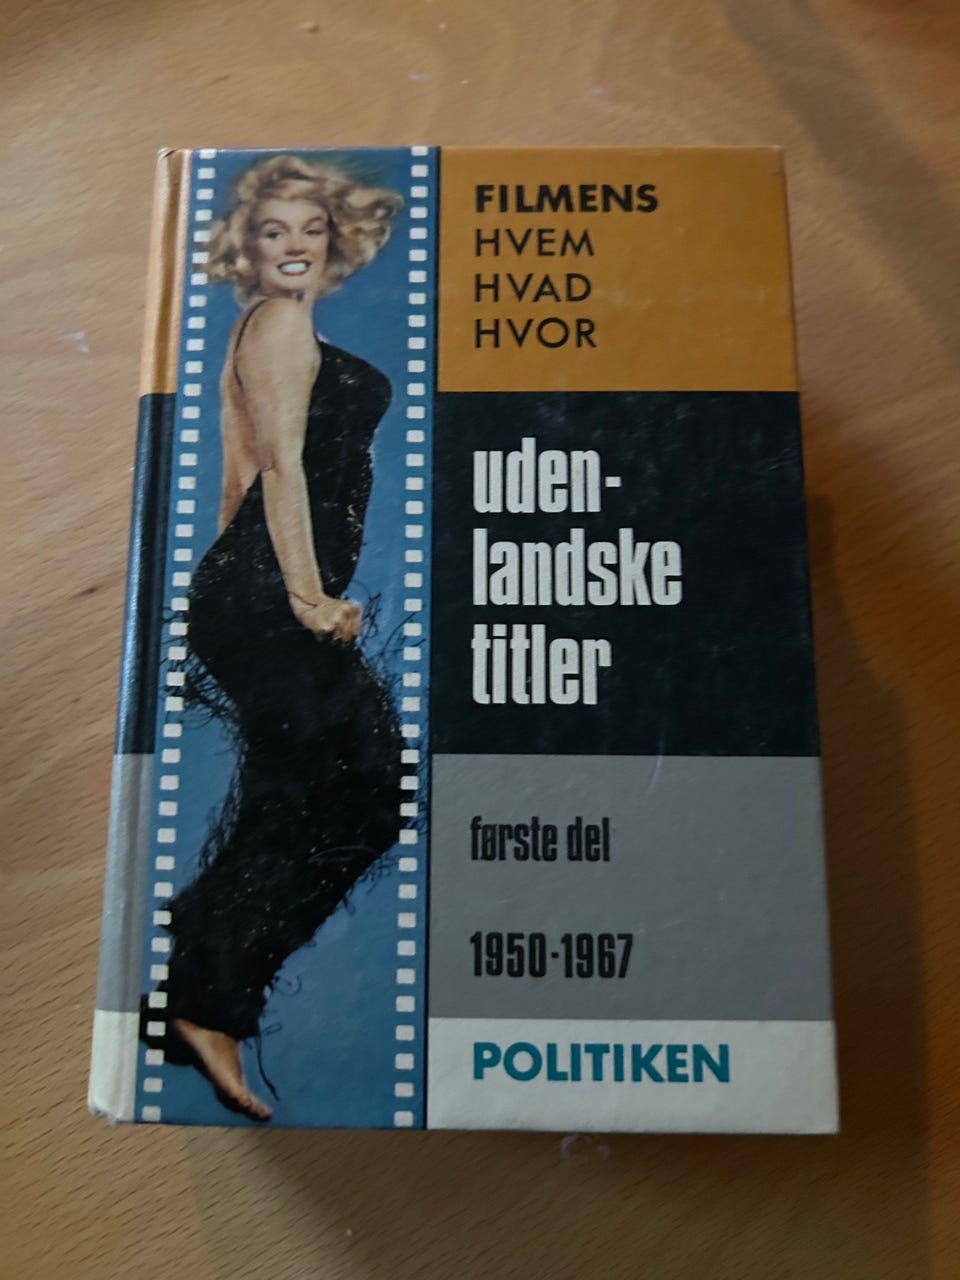 FILMENS
HVEM
HVAD
HVOR
uden-
landske
titler
første del
1950-1967
POLITIKEN